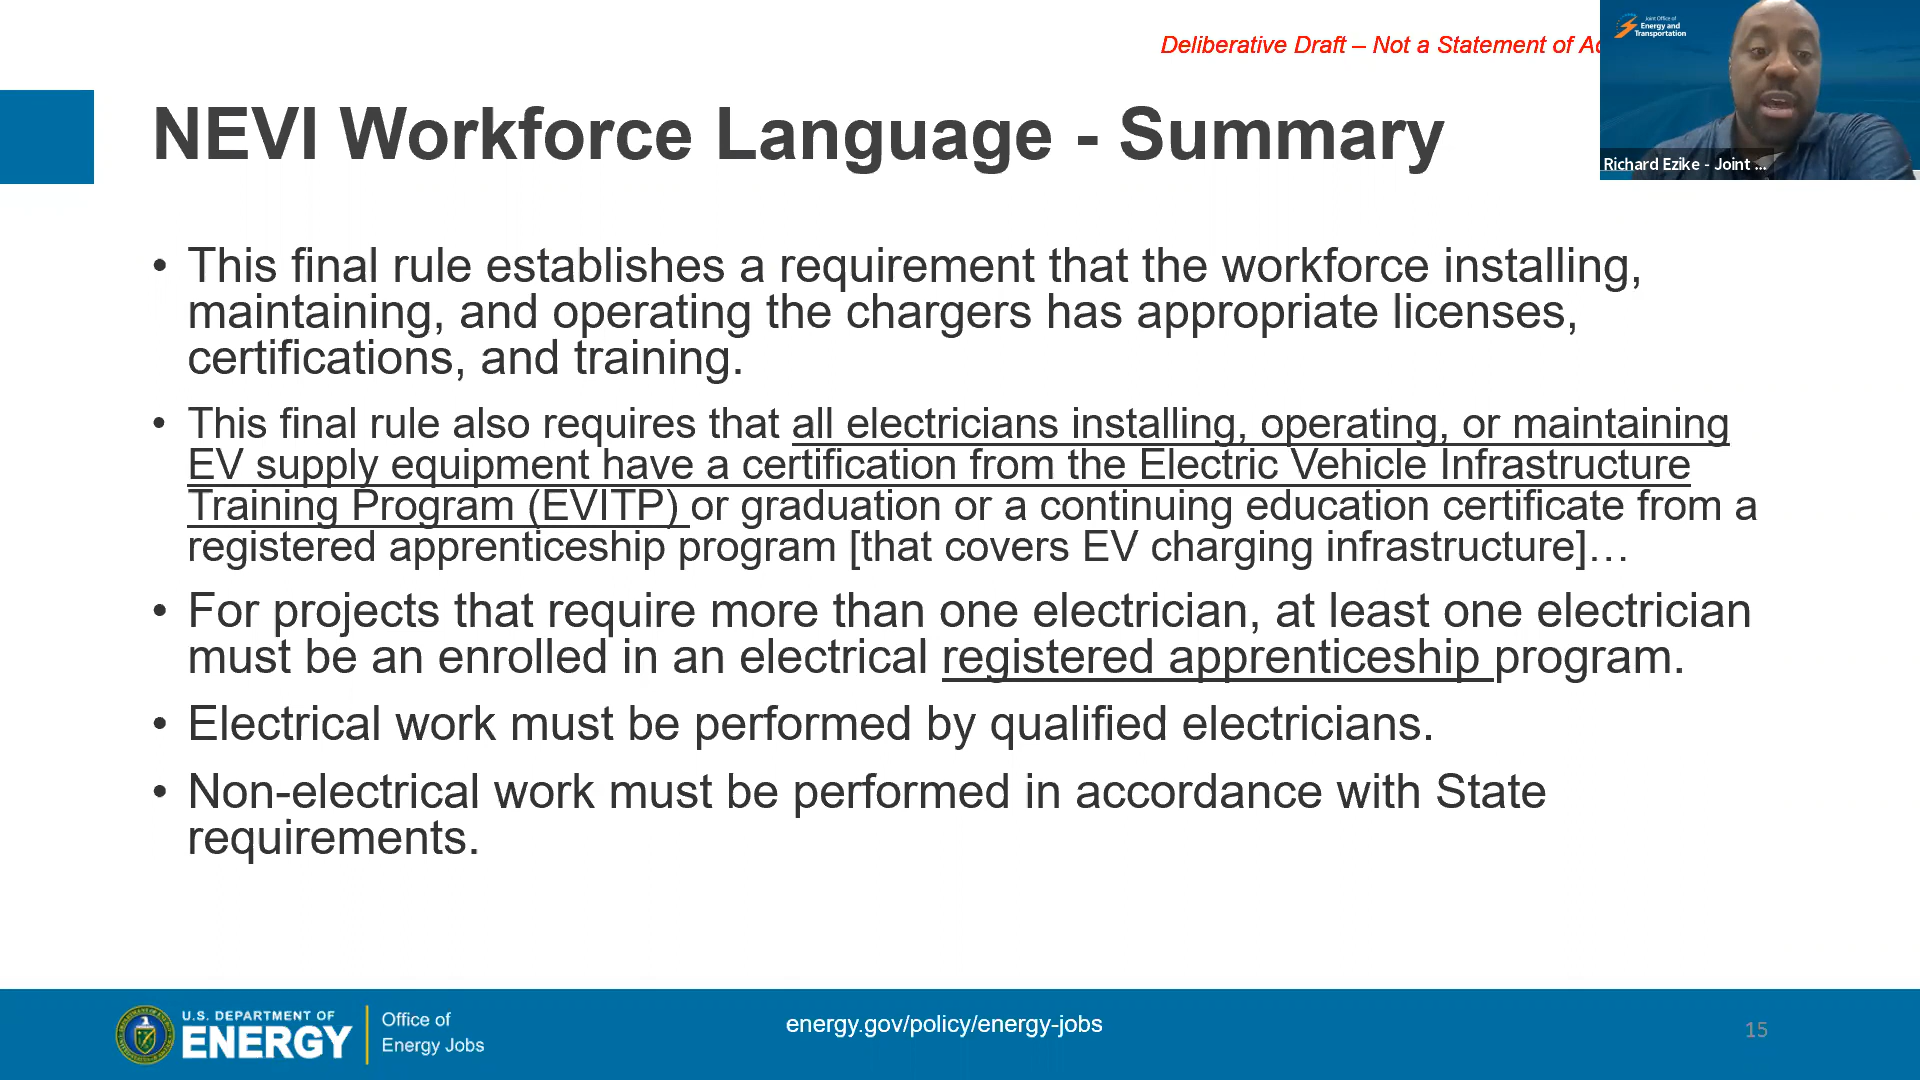 Deliberative Draft – Not a Statement of
Joint Office of
Energy and
Transportation
Richard Ezike - Joint ...
NEVI Workforce Language - Summary
• This final rule establishes a requirement that the workforce installing,
maintaining, and operating the chargers has appropriate licenses,
certifications, and training.
• This final rule also requires that all electricians installing, operating, or maintaining
EV supply equipment have a certification from the Electric Vehicle Infrastructure
Training Program (EVITP) or graduation or a continuing education certificate from a
registered apprenticeship program [that covers EV charging infrastructure]…
• For projects that require more than one electrician, at least one electrician
must be an enrolled in an electrical registered apprenticeship program.
• Electrical work must be performed by qualified electricians.
• Non-electrical work must be performed in accordance with State
requirements.
U.S. DEPARTMENT OF
ENERGY
Office of
Energy Jobs
energy.gov/policy/energy-jobs
15